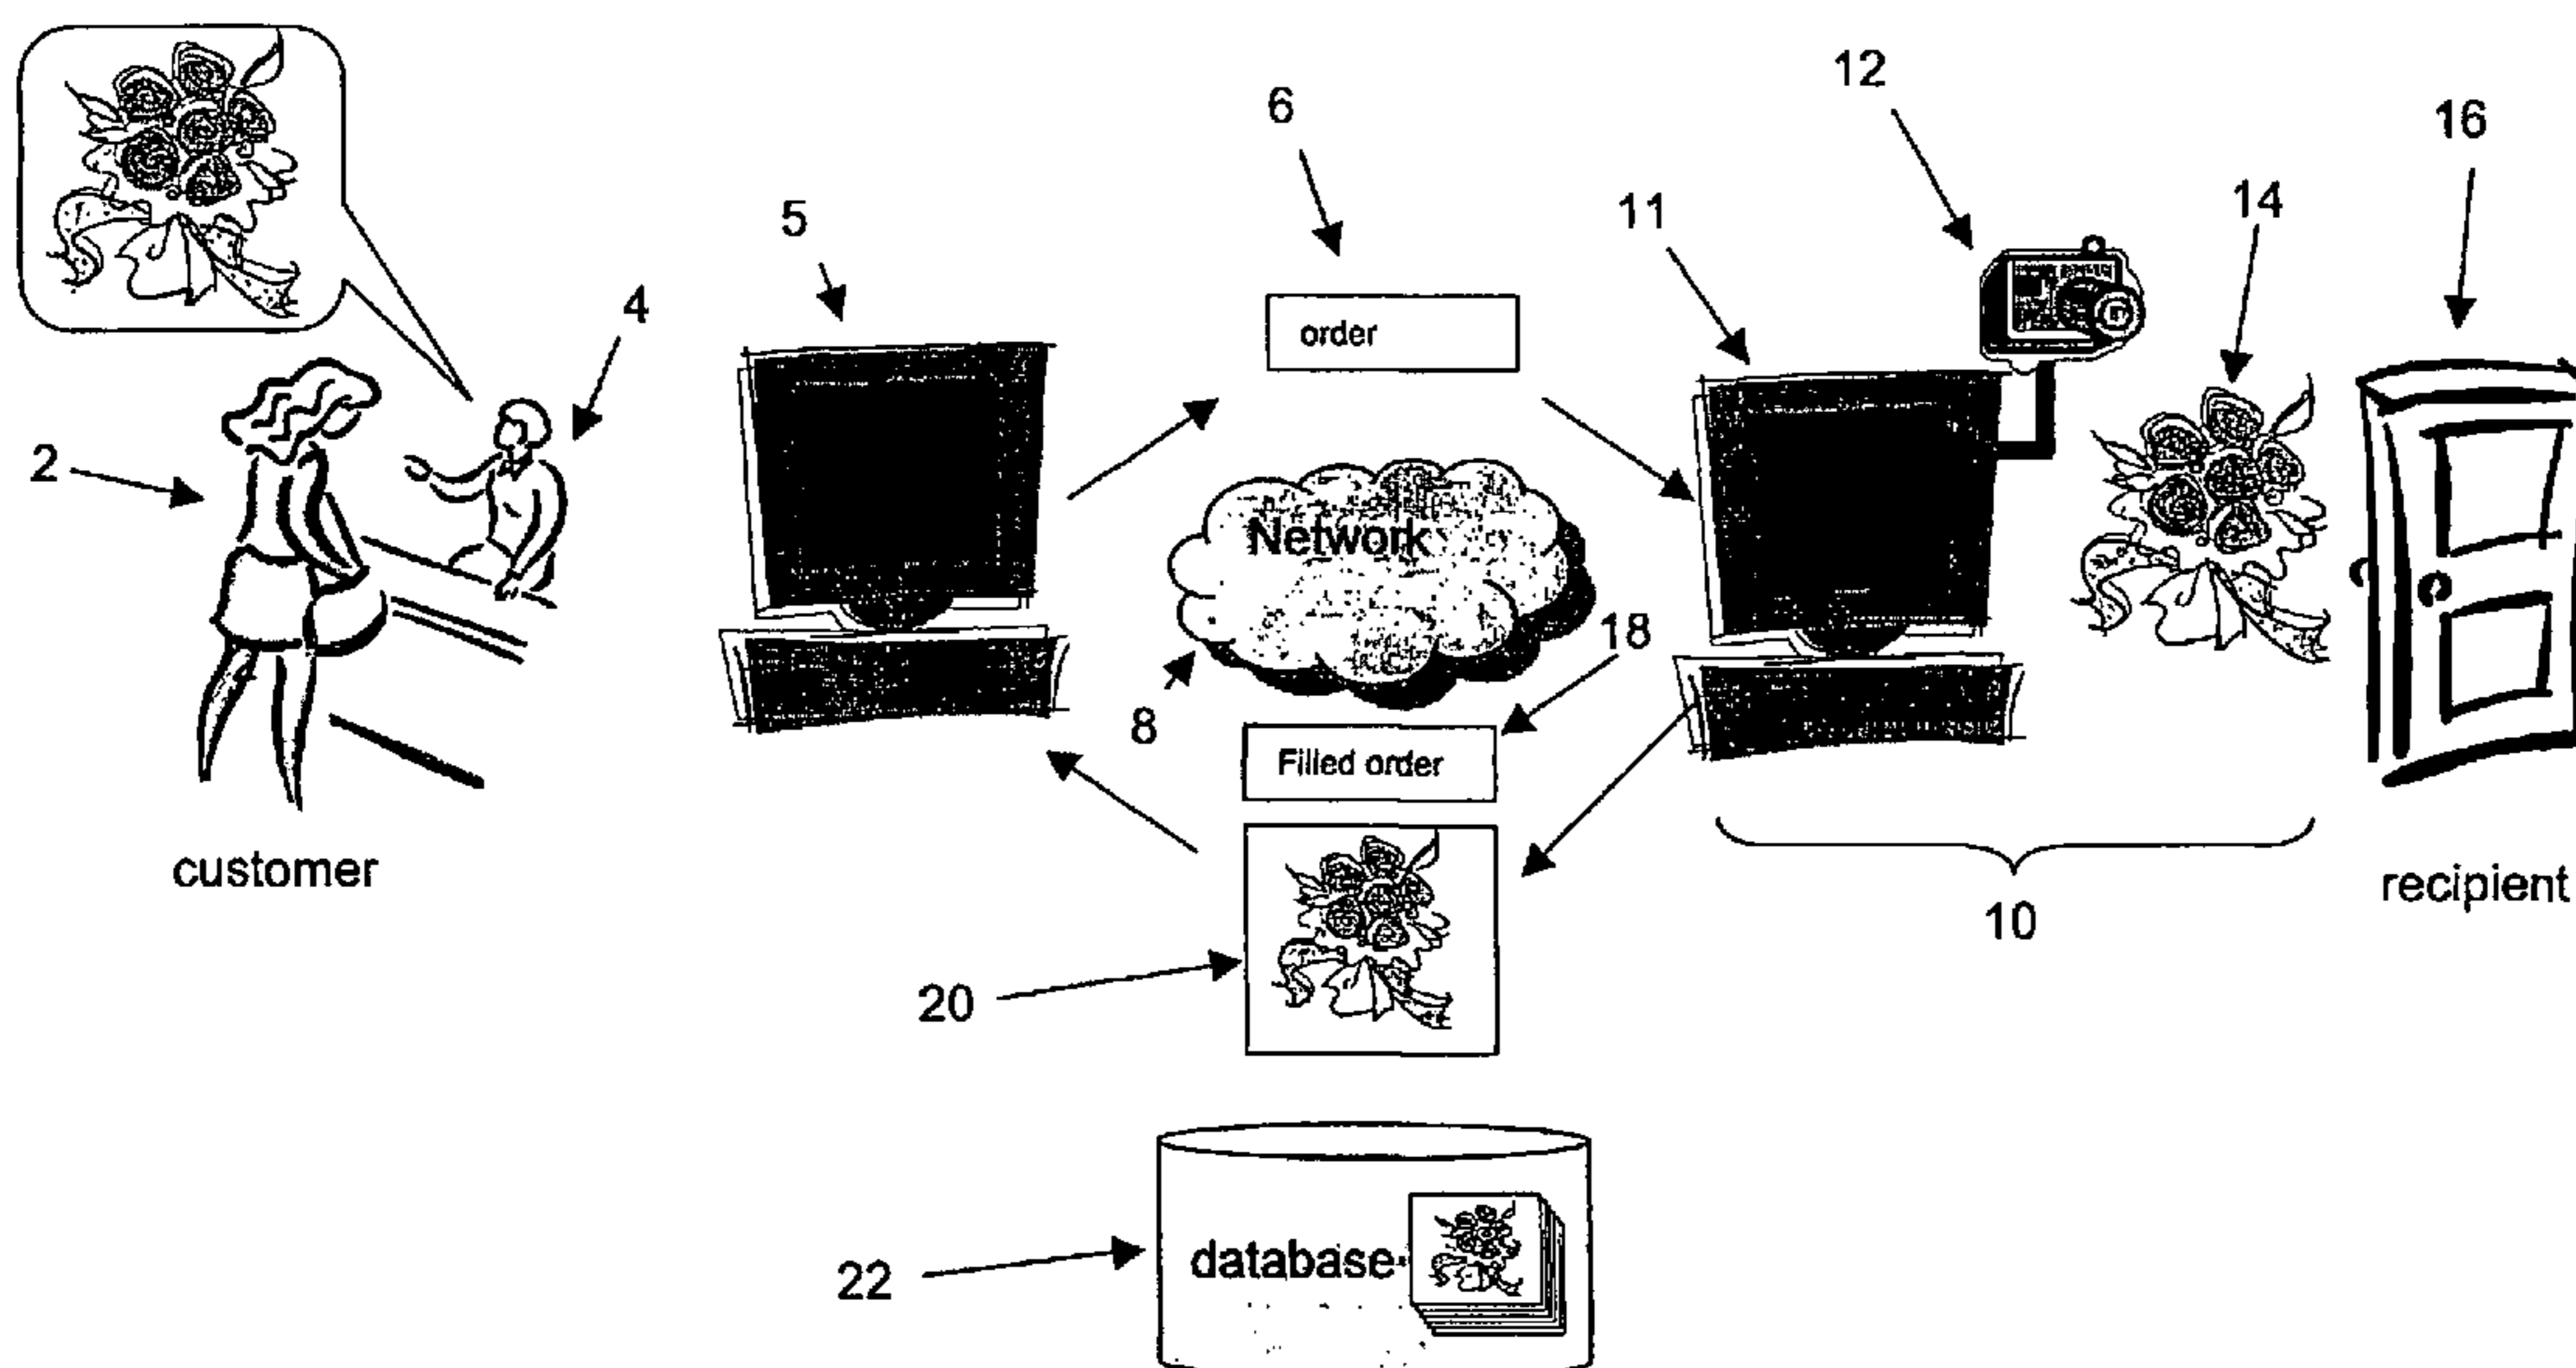 12
6
16
5
11
14
4
order
2
Network
18
8
Filled order
customer
10
recipient
20
22
database